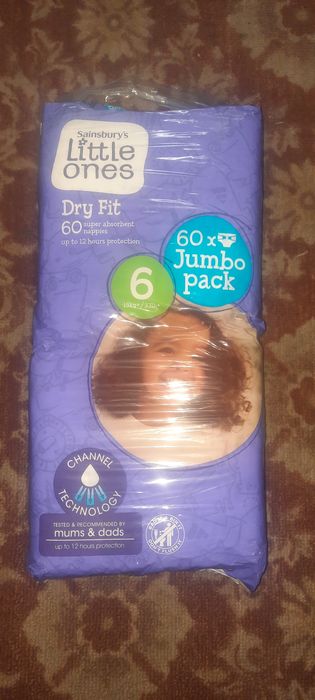 Sainsbury's
Little
ones
Dry Fit
60 super absorbent
nappies
up to 12 hours protection
60 x
Jumbo
pack
6
CHANNEL
TECHNOLOGY
TESTED & RECOMMENDED BY
mums & dads
up to 12 hours protection